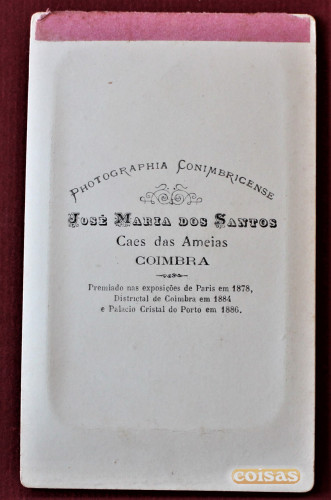 PHOTOGRAPHIA CONIMBRICENSE
JOSÉ MARIA DOS SANTOS
Caes das Ameias
COIMBRA
Premiado nas exposições de Paris em 1878,
Districtal de Coimbra em 1884
e Palacio Cristal do Porto em 1886.
coisas